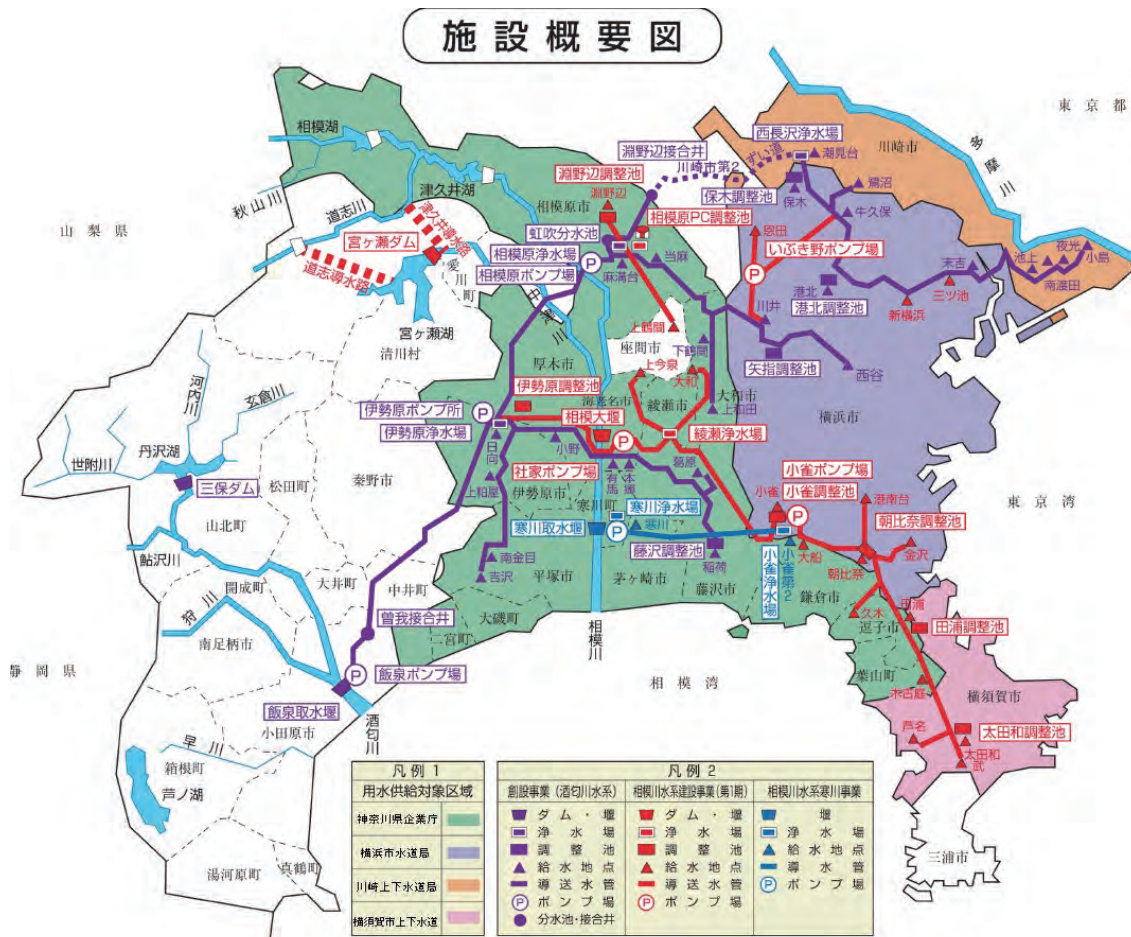 施設概要図
東京都
多摩川
川崎市
相模湖
西長沢浄水場
潮見台
淵野辺接合井
川崎市第2
ずい道
淵野辺調整池
淵野辺
保木調整池
保木
鷺沼
牛久保
津久井湖
秋山川
道志川
津久井導水路
相模原市
相模原PC調整池
恩田
いぶき野ポンプ場
山梨県
宮ヶ瀬ダム
虹吹分水池
相模原浄水場
相模原ポンプ場
当麻
麻溝台
末吉
池上
夜光
小島
南渡田
道志導水路
愛川町
中津川
港北
港北調整池
三ツ池
新横浜
宮ヶ瀬湖
上鶴間
川井
清川村
座間市
下鶴間
矢指調整池
西谷
厚木市
上今泉
大和
河内川
玄倉川
伊勢原調整池
海老名市
綾瀬市
大和市
上和田
横浜市
伊勢原ポンプ所
相模大堰
伊勢原浄水場
綾瀬浄水場
丹沢湖
日向
小野
世附川
社家ポンプ場
葛原
小雀ポンプ場
三保ダム
松田町
秦野市
上粕屋
有馬
本郷
小雀
小雀調整池
港南台
東京湾
伊勢原市
寒川町
寒川浄水場
朝比奈調整池
山北町
寒川取水堰
寒川
金沢
藤沢調整池
大船
鮎沢川
南金目
稲荷
小雀浄水場
小雀第2
朝比奈
開成町
大井町
中井町
吉沢
平塚市
茅ヶ崎市
藤沢市
鎌倉市
狩川
曽我接合井
大磯町
久木
田浦
南足柄市
二宮町
相模川
逗子市
田浦調整池
静岡県
飯泉ポンプ場
相模湾
葉山町
木古庭
横須賀市
飯泉取水堰
酒匂川
小田原市
芦名
太田和調整池
早川
太田和
武
箱根町
芦ノ湖
湯河原町
真鶴町
三浦市
凡例1
用水供給対象区域
神奈川県企業庁
横浜市水道局
川崎上下水道局
横須賀市上下水道
凡例2
創設事業(酒匂川水系)
ダム・堰
浄水場
調整池
給水地点
導送水管
P ポンプ場
分水池・接合井
相模川水系建設事業(第1期)
ダム・堰
浄水場
調整池
給水地点
導送水管
P ポンプ場
相模川水系寒川事業
堰
浄水場
給水地点
導水管
P ポンプ場